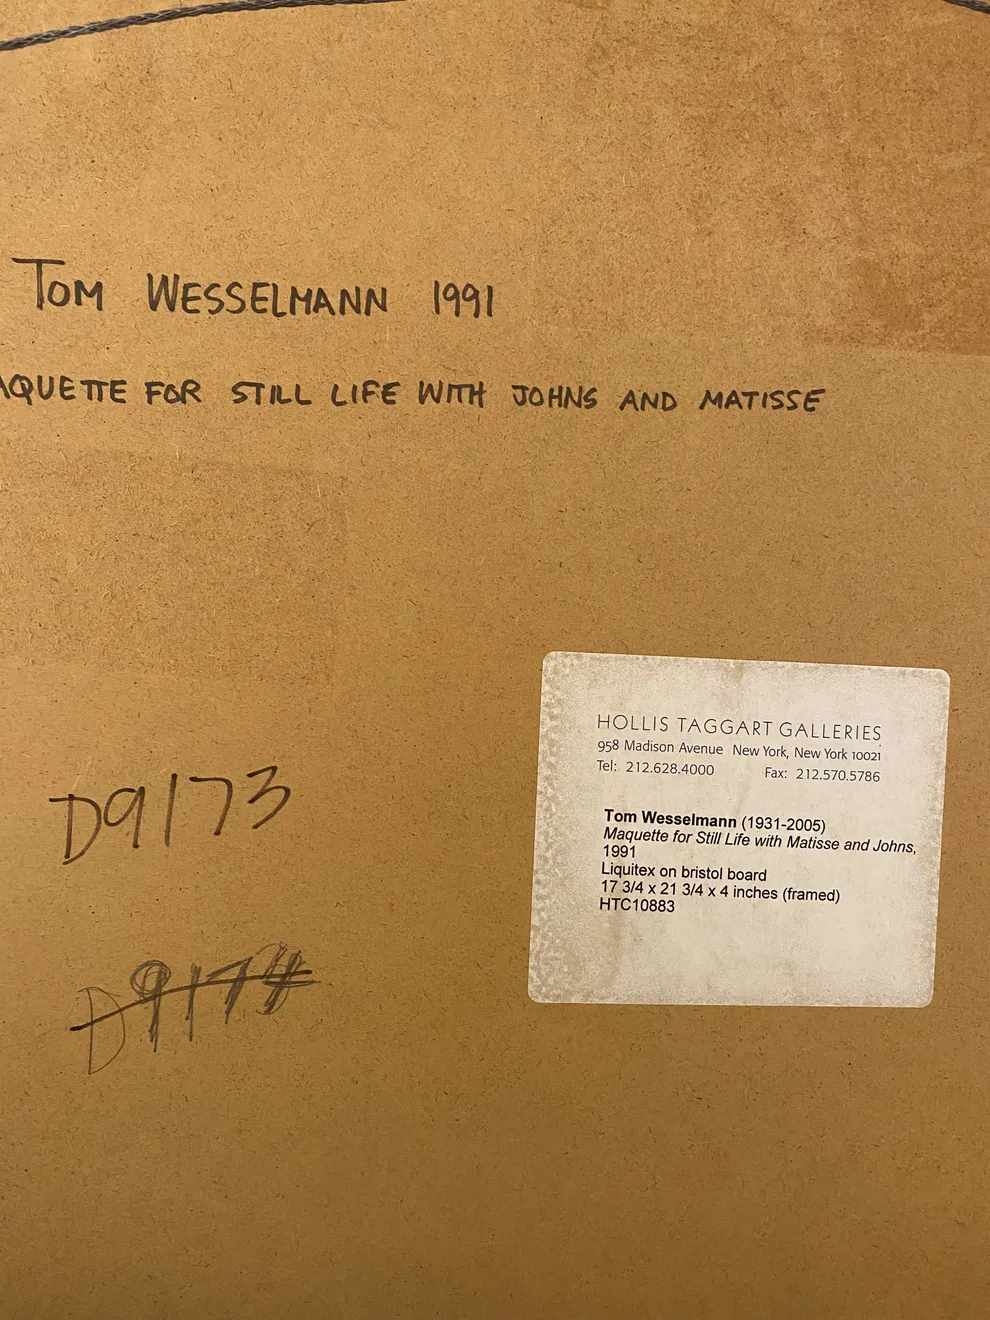 TOM WESSELMANN 1991
AQUETTE FOR STILL LIFE WITH JOHNS AND MATISSE
HOLLIS TAGGART GALLERIES
958 Madison Avenue New York, New York 10021
Tel: 212.628.4000 Fax: 212.570.5786
Tom Wesselmann (1931-2005)
Maquette for Still Life with Matisse and Johns,
1991
Liquitex on bristol board
17 3/4 x 21 3/4 x 4 inches (framed)
HTC10883
D9173
D9174